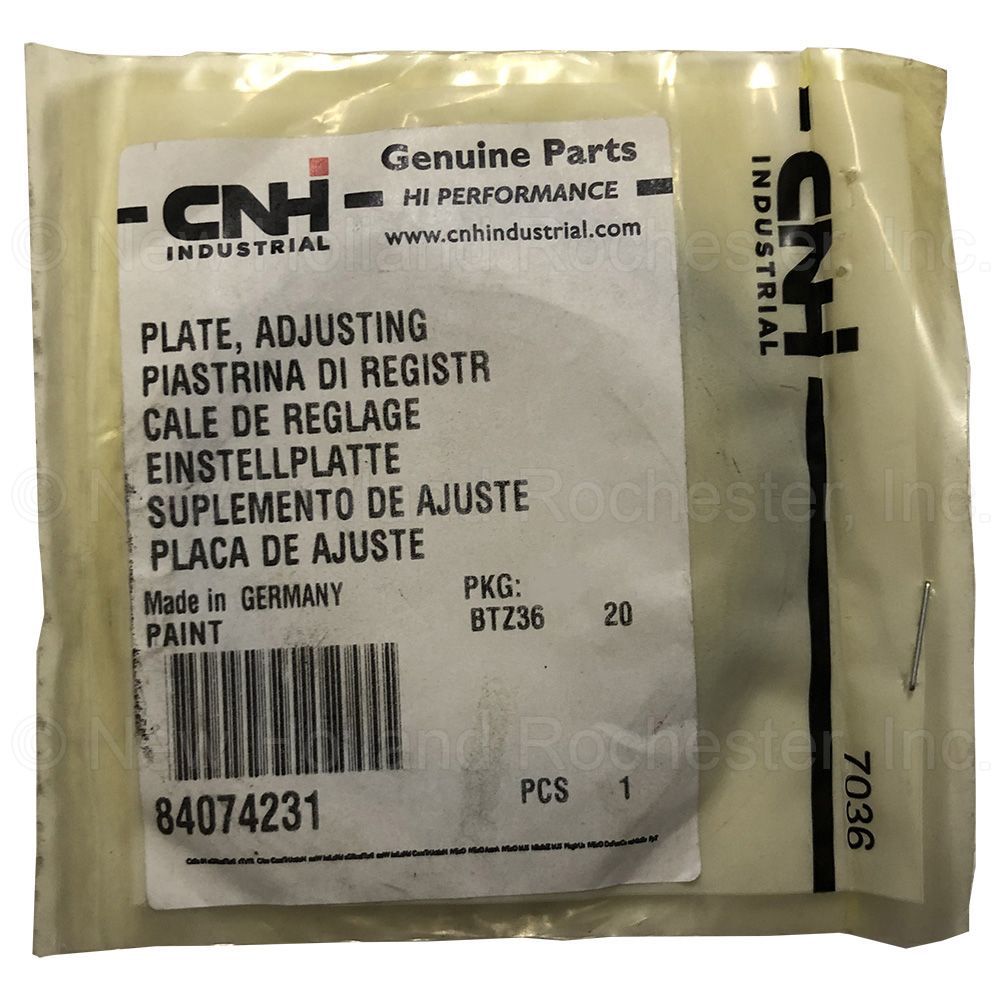 Genuine Parts
CNH HI PERFORMANCE
INDUSTRIAL www.cnhindustrial.com
PLATE, ADJUSTING
PIASTRINA DI REGISTR
CALE DE REGLAGE
EINSTELLPLATTE
SUPLEMENTO DE AJUSTE
PLACA DE AJUSTE
Made in GERMANY PKG:
PAINT BTZ36 20
PCS 1
84074231
CNH
INDUSTRIAL
7036
© New Holland Rochester, Inc.
© New Holland Rochester, Inc.
© New Holland Rochester, Inc.